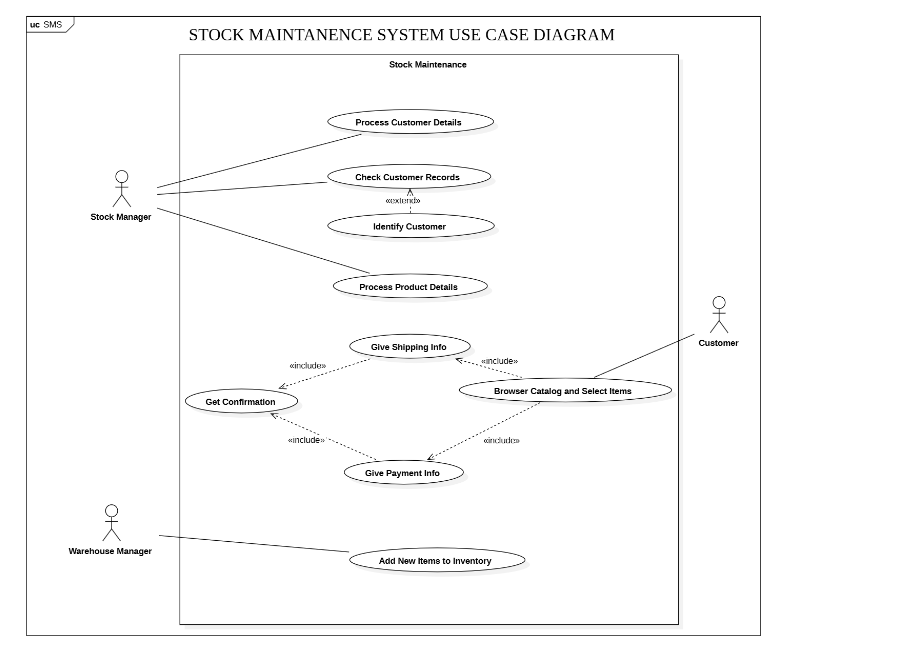 uc SMS
STOCK MAINTANENCE SYSTEM USE CASE DIAGRAM
Stock Maintenance
Process Customer Details
Check Customer Records
«extend»
Stock Manager
Identify Customer
Process Product Details
Customer
Give Shipping Info
«include»
«include»
Browser Catalog and Select Items
Get Confirmation
«include»
«include»
Give Payment Info
Warehouse Manager
Add New Items to Inventory